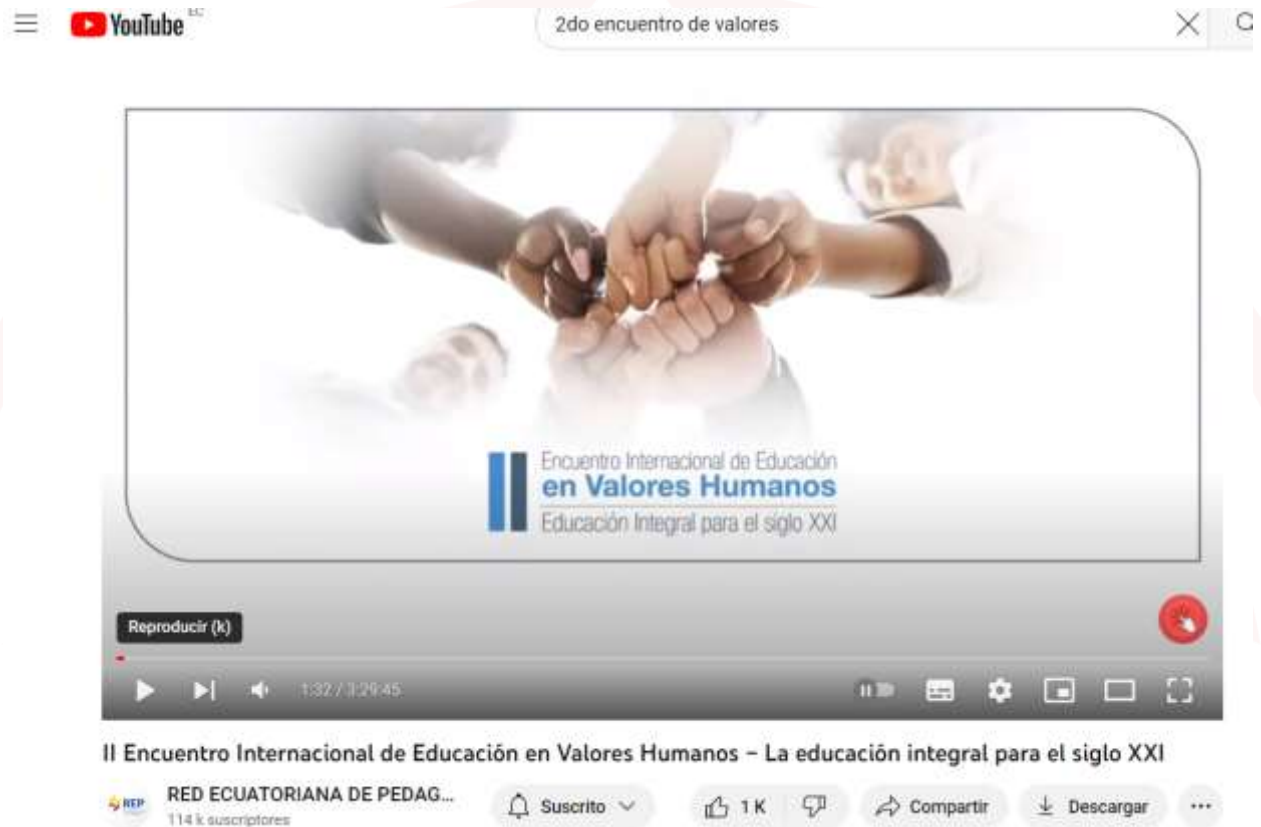 YouTube EC
2do encuentro de valores
Encuentro Internacional de Educación
en Valores Humanos
Educación Integral para el siglo XXI
Reproducir (k)
1:32 / 3:29:45
II Encuentro Internacional de Educación en Valores Humanos – La educación integral para el siglo XXI
REP
RED ECUATORIANA DE PEDAG...
114 k suscriptores
Suscrito
1 K
Compartir
Descargar